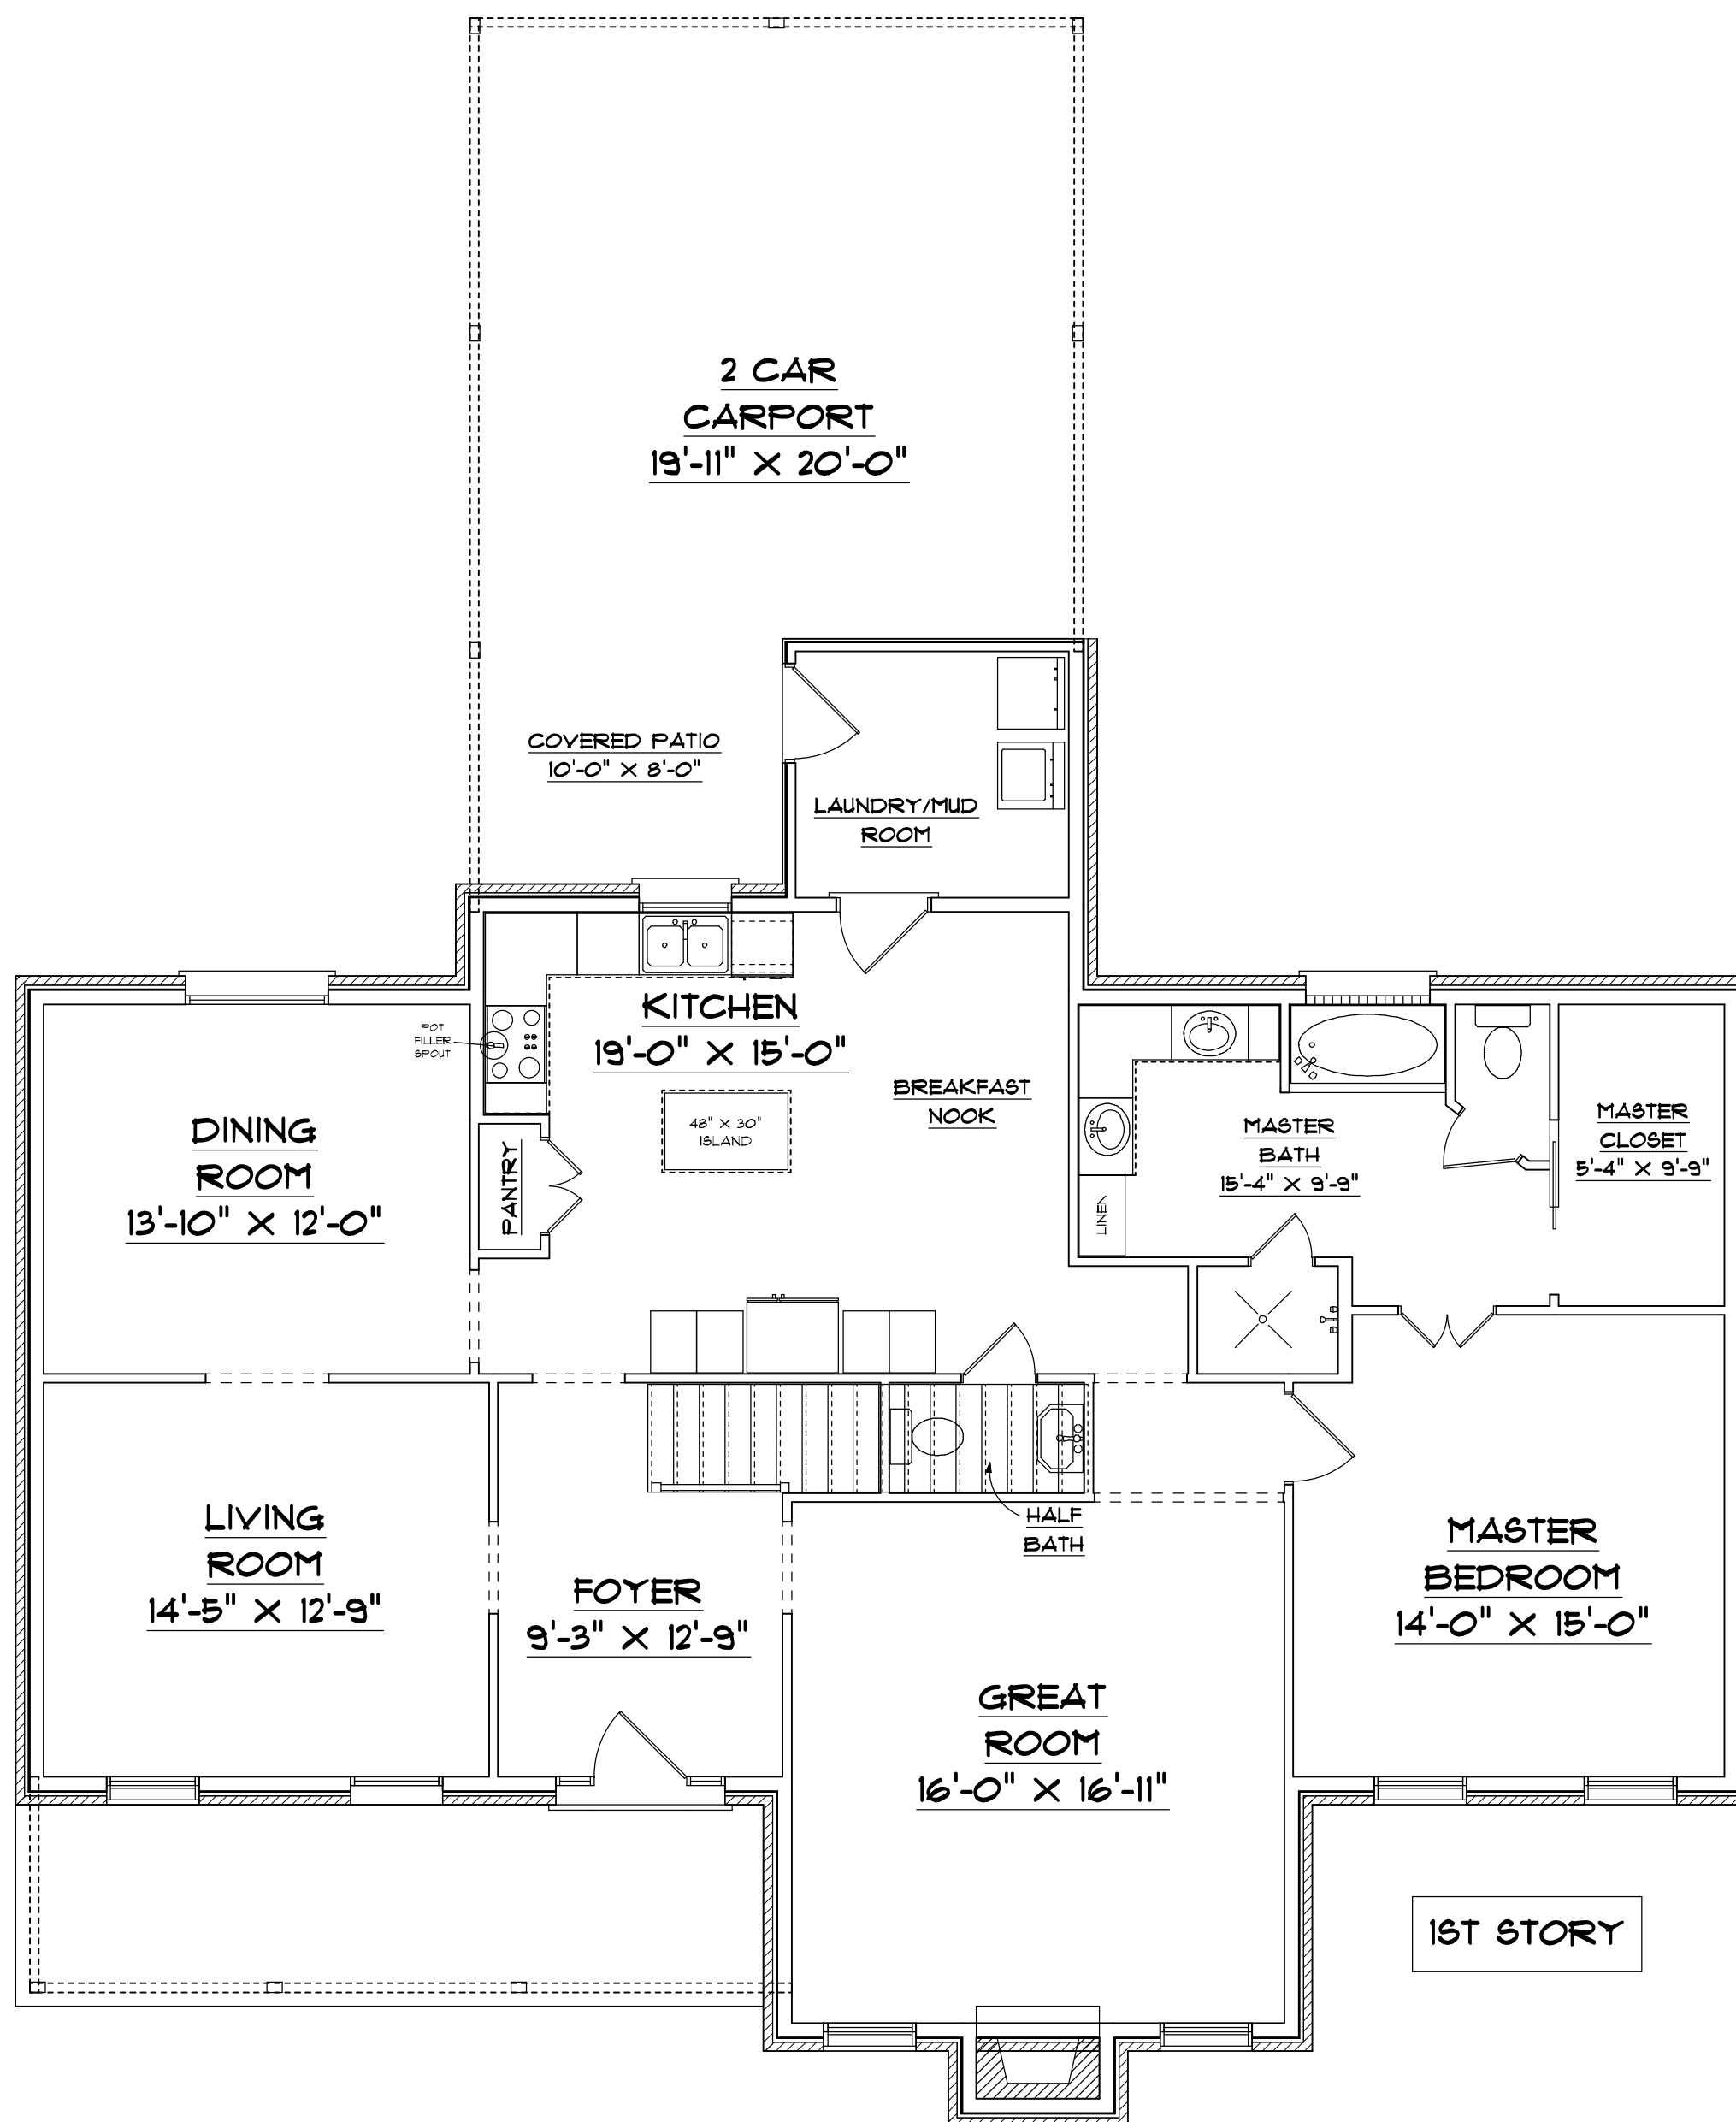 2 CAR
CARPORT
19'-11" X 20'-0"
COVERED PATIO
10'-0" X 8'-0"
LAUNDRY/MUD
ROOM
KITCHEN
19'-0" X 15'-0"
POT
FILLER
SPOUT
BREAKFAST
NOOK
48" X 30"
ISLAND
DINING
ROOM
13'-10" X 12'-0"
PANTRY
MASTER
BATH
15'-4" X 9'-9"
LINEN
MASTER
CLOSET
5'-4" X 9'-9"
LIVING
ROOM
14'-5" X 12'-9"
FOYER
9'-3" X 12'-9"
HALF
BATH
MASTER
BEDROOM
14'-0" X 15'-0"
GREAT
ROOM
16'-0" X 16'-11"
1ST STORY